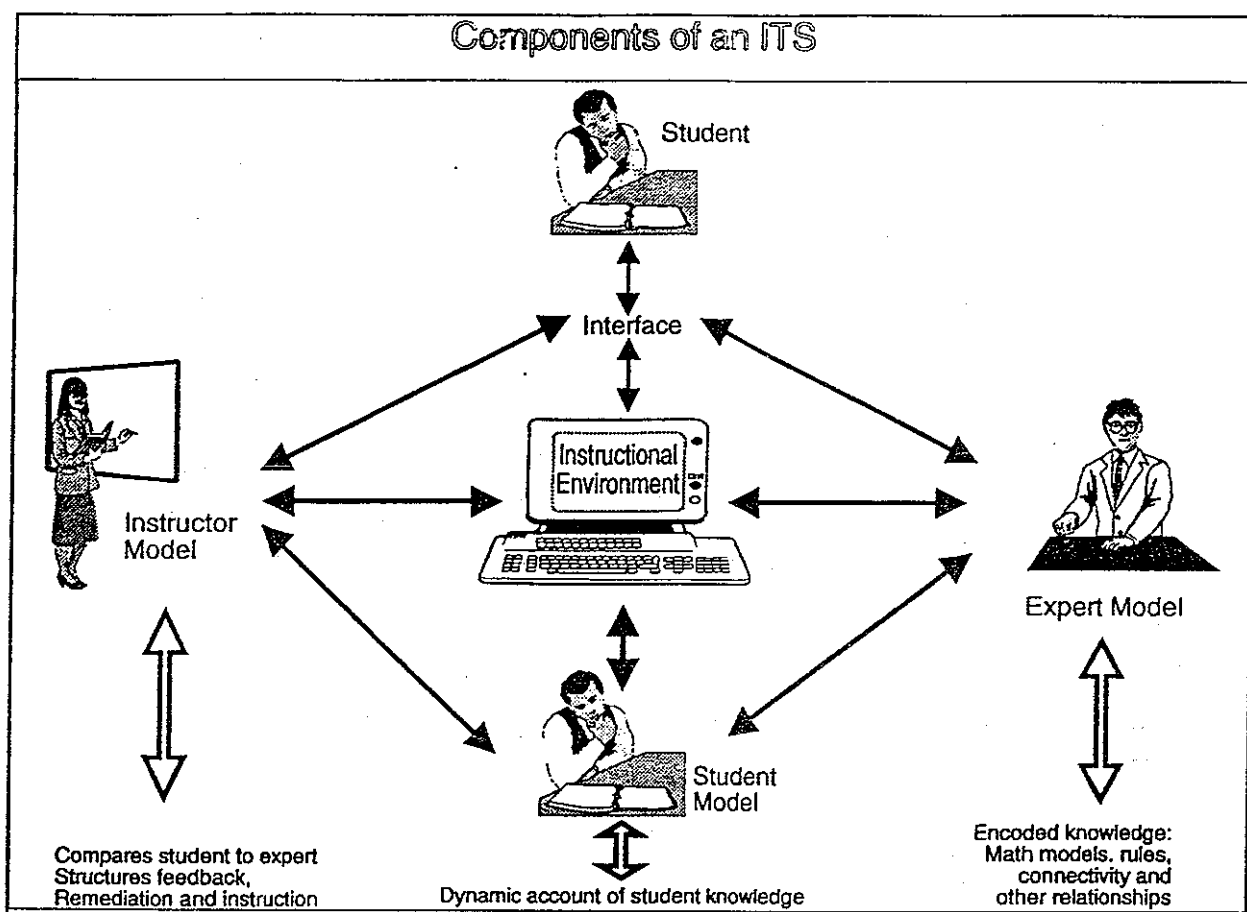 Components of an ITS
Student
Interface
Instructional
Environment
Instructor
Model
Expert Model
Student
Model
Compares student to expert
Structures feedback,
Remediation and instruction
Dynamic account of student knowledge
Encoded knowledge:
Math models. rules,
connectivity and
other relationships